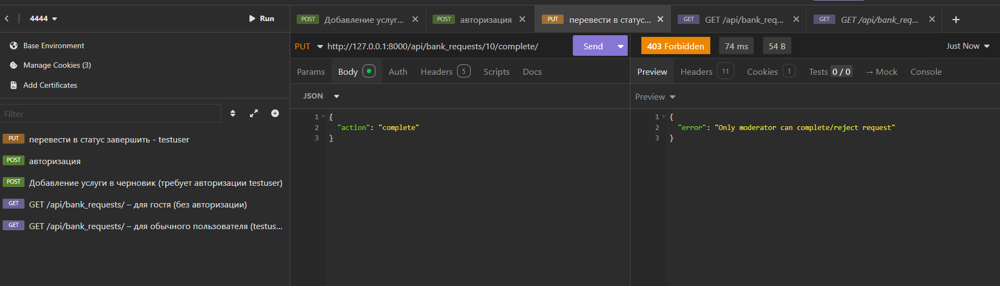 4444
Run
Base Environment
Manage Cookies (3)
Add Certificates
Filter
PUT перевести в статус завершить - testuser
POST авторизация
POST Добавление услуги в черновик (требует авторизации testuser)
GET GET /api/bank_requests/ – для гостя (без авторизации)
GET GET /api/bank_requests/ – для обычного пользователя (testus...
POST Добавление услуг... POST авторизация PUT перевести в статус... GET GET /api/bank_req... GET GET /api/bank_req...
PUT http://127.0.0.1:8000/api/bank_requests/10/complete/ Send
Params Body Auth Headers 5 Scripts Docs
JSON
1 {
2 "action": "complete"
3 }
403 Forbidden 74 ms 54 B Just Now
Preview Headers 11 Cookies 1 Tests 0 / 0 → Mock Console
Preview
1 {
2 "error": "Only moderator can complete/reject request"
3 }